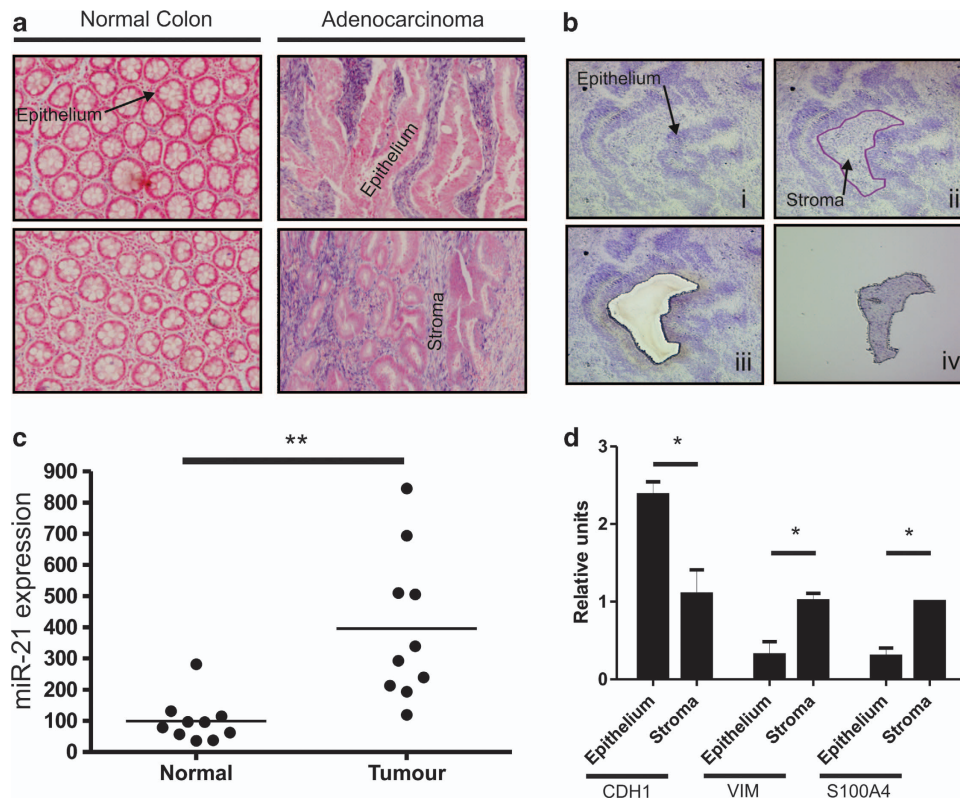 a
Normal Colon
Adenocarcinoma
Epithelium
Epithelium
Stroma
b
Epithelium
i
Stroma
ii
iii
iv
c
**
miR-21 expression
900
800
700
600
500
400
300
200
100
0
Normal
Tumour
d
Relative units
3
2
1
0
*
*
*
Epithelium
Stroma
Epithelium
Stroma
Epithelium
Stroma
CDH1
VIM
S100A4